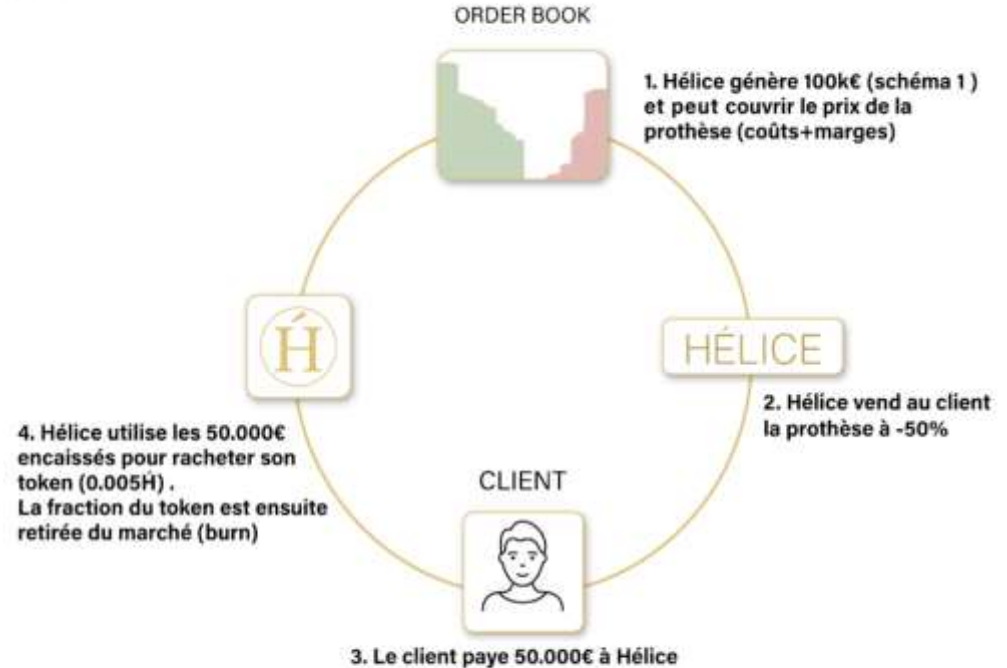 ORDER BOOK
1. Hélice génère 100k€ (schéma 1 )
et peut couvrir le prix de la
prothèse (coûts+marges)
HÉLICE
2. Hélice vend au client
la prothèse à -50%
H́
4. Hélice utilise les 50.000€
encaissés pour racheter son
token (0.005H́) .
La fraction du token est ensuite
retirée du marché (burn)
CLIENT
3. Le client paye 50.000€ à Hélice